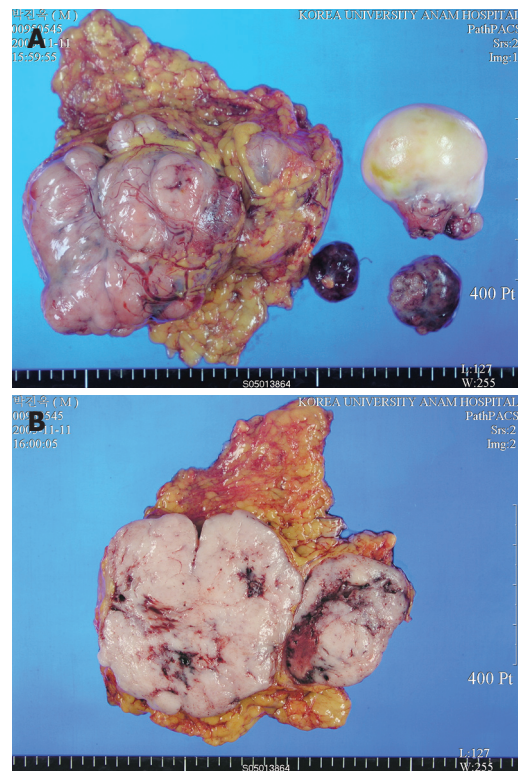 ( M )
KOREA UNIVERSITY ANAM HOSPITAL
A
PathPACS
Srs:2
15:59:55
Img:1
400 Pt
L:127
S05013864
W:255
( M )
KOREA UNIVERSITY ANAM HOSPITAL
B
PathPACS
Srs:2
16:00:05
Img:2
400 Pt
L:127
S05013864
W:255